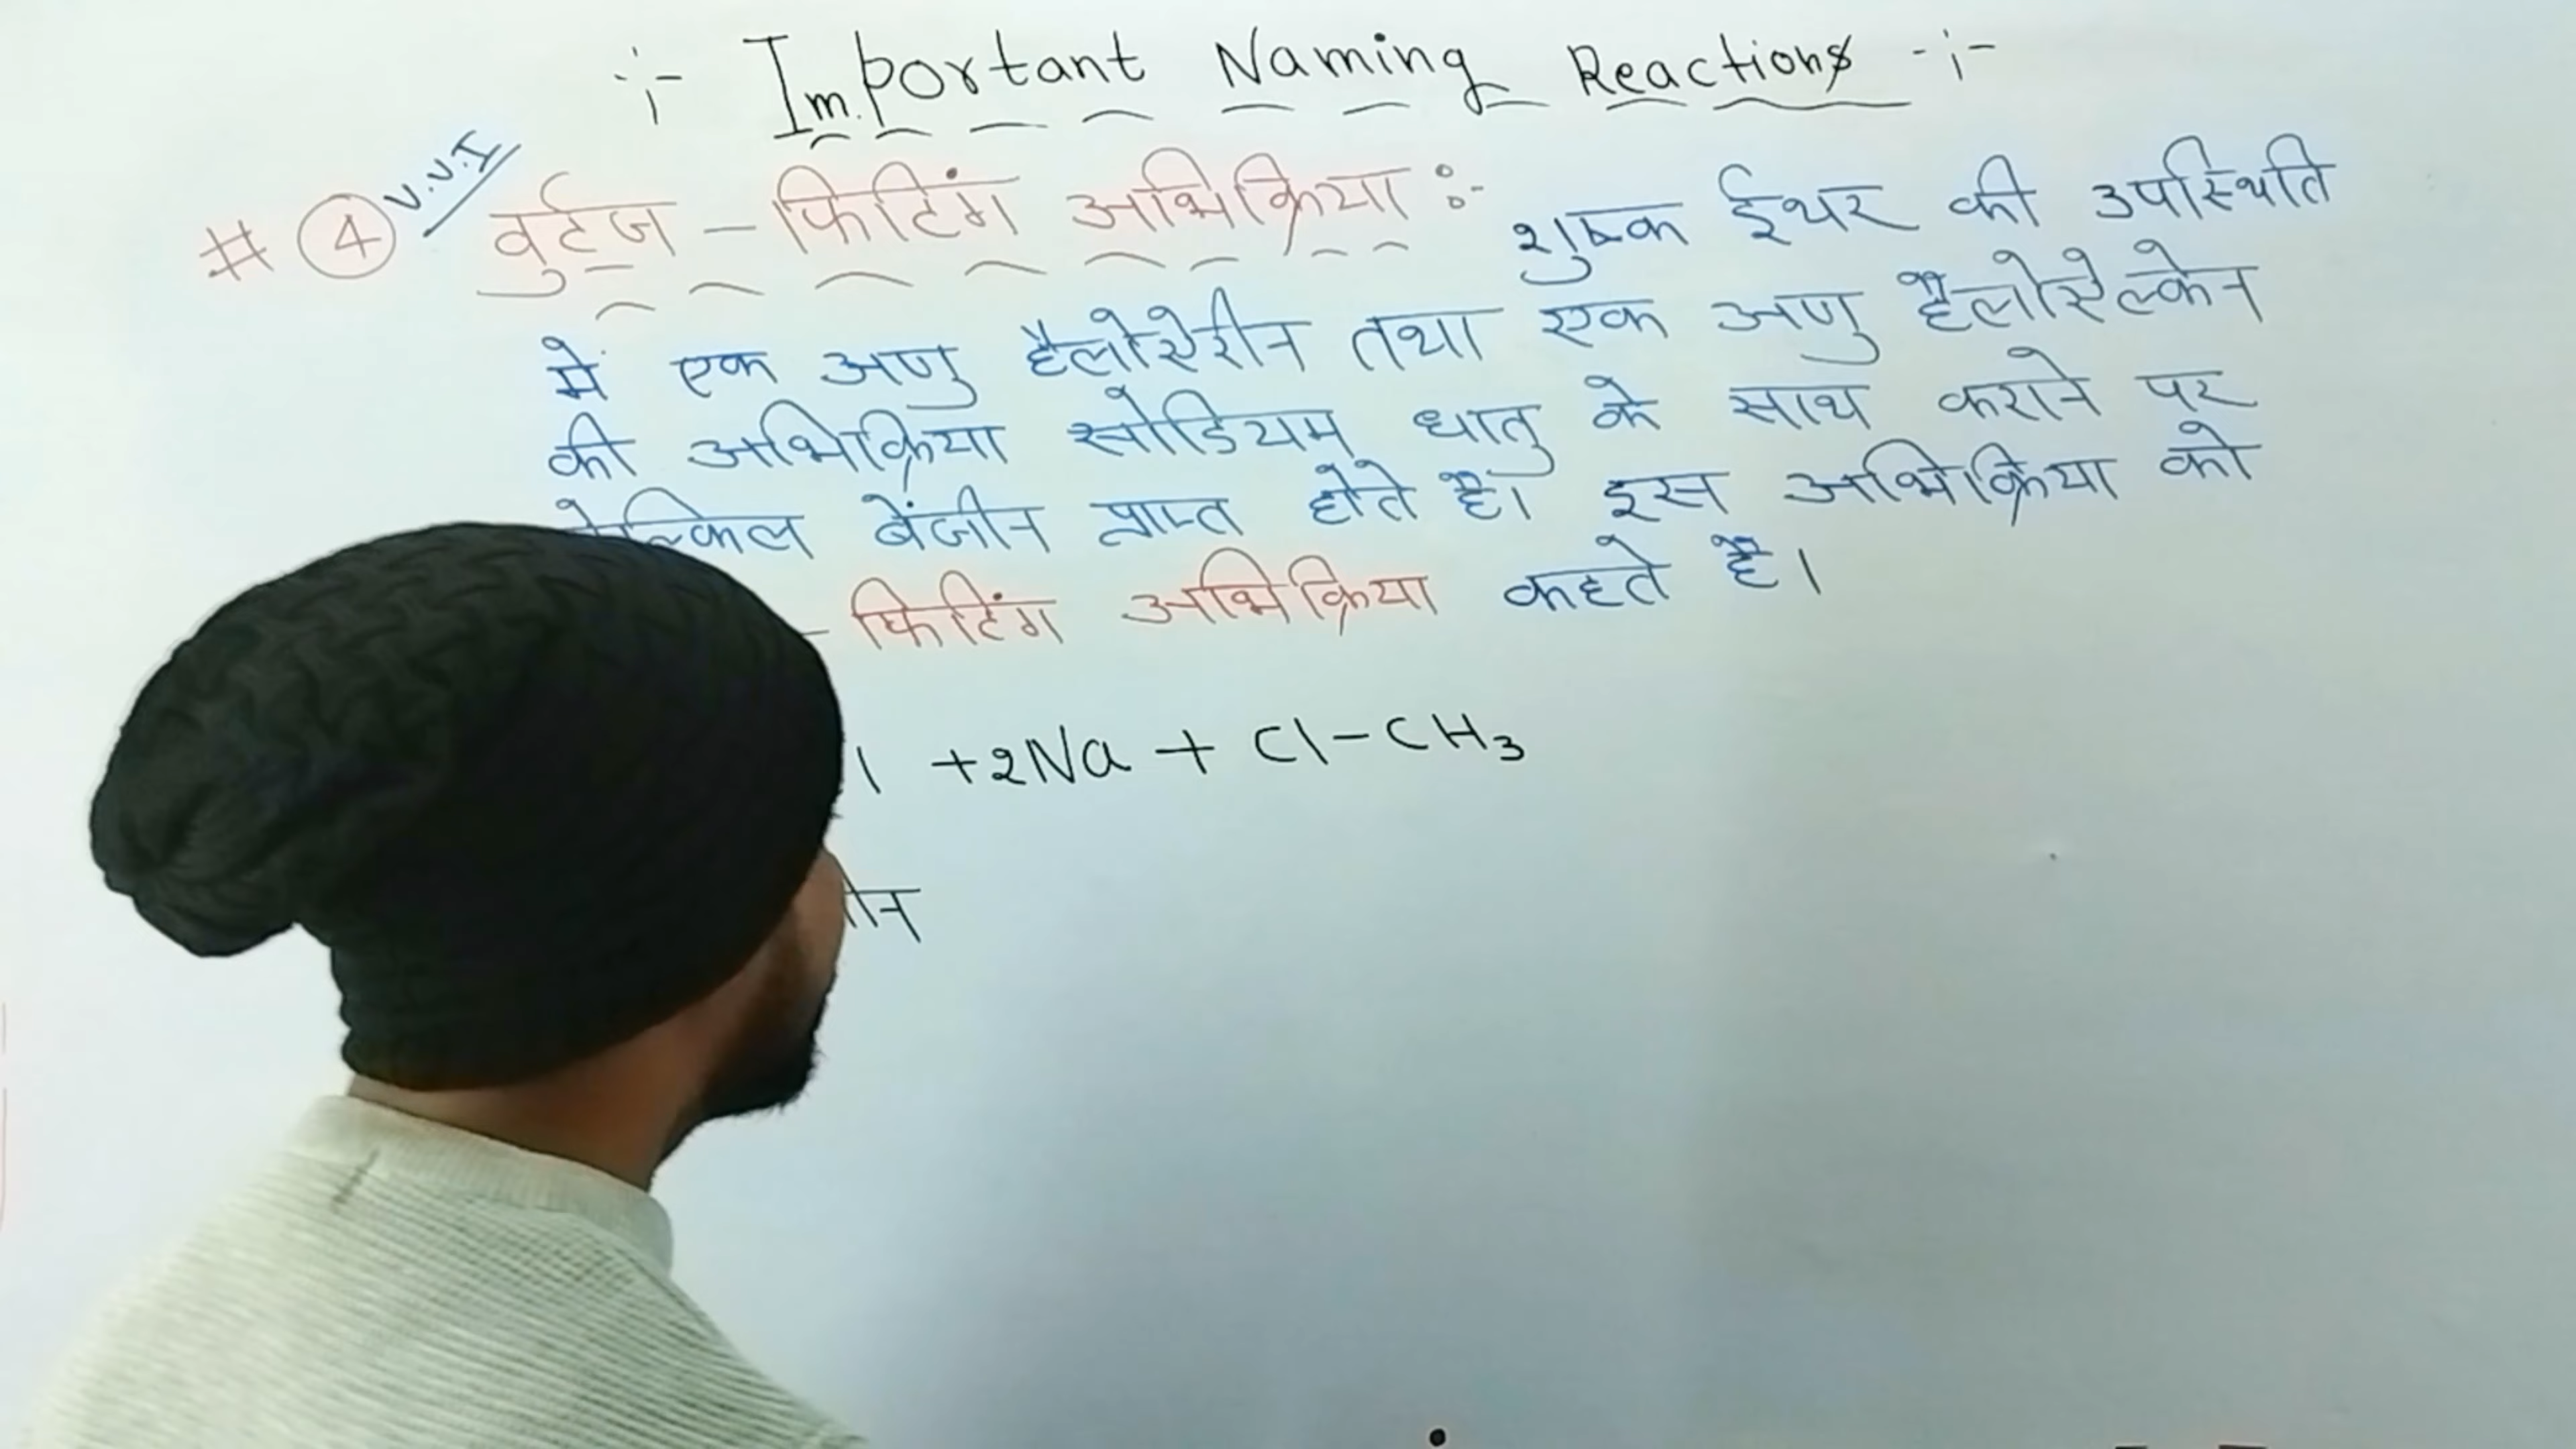 :- Important Naming Reactions -:-
# 4 V.V.I वुर्टज - फिटिंग अभिक्रिया :- शुष्क ईथर की उपस्थिति
में एक अणु हैलोऐरीन तथा एक अणु हैलोऐल्केन
की अभिक्रिया सोडियम धातु के साथ कराने पर
बेंजीन प्राप्त होते है। इस अभिक्रिया को
- फिटिंग अभिक्रिया कहते है।
+2Na + Cl-CH3